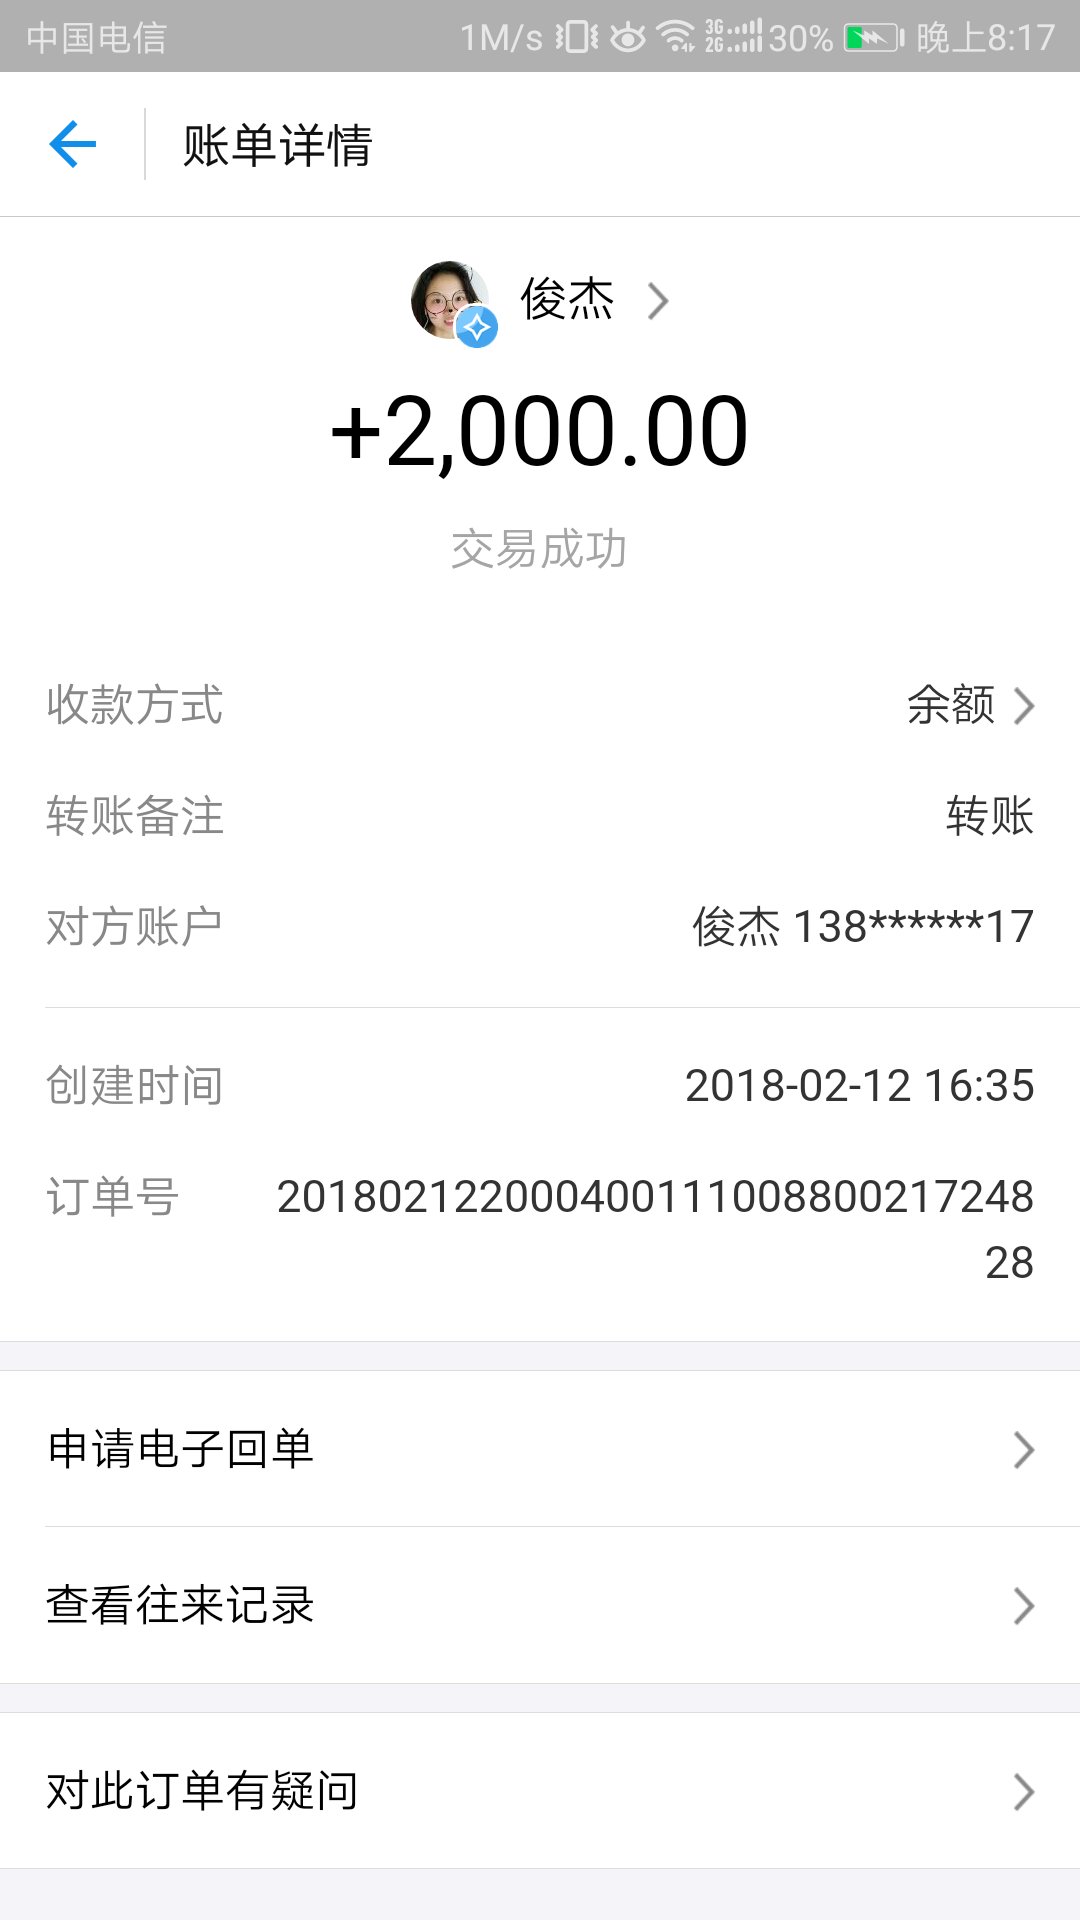 中国电信 1M/s 3G 2G 30% 晚上8:17
账单详情
俊杰
+2,000.00
交易成功
收款方式 余额
转账备注 转账
对方账户 俊杰 138******17
创建时间 2018-02-12 16:35
订单号 201802122000400111008800217248
28
申请电子回单
查看往来记录
对此订单有疑问